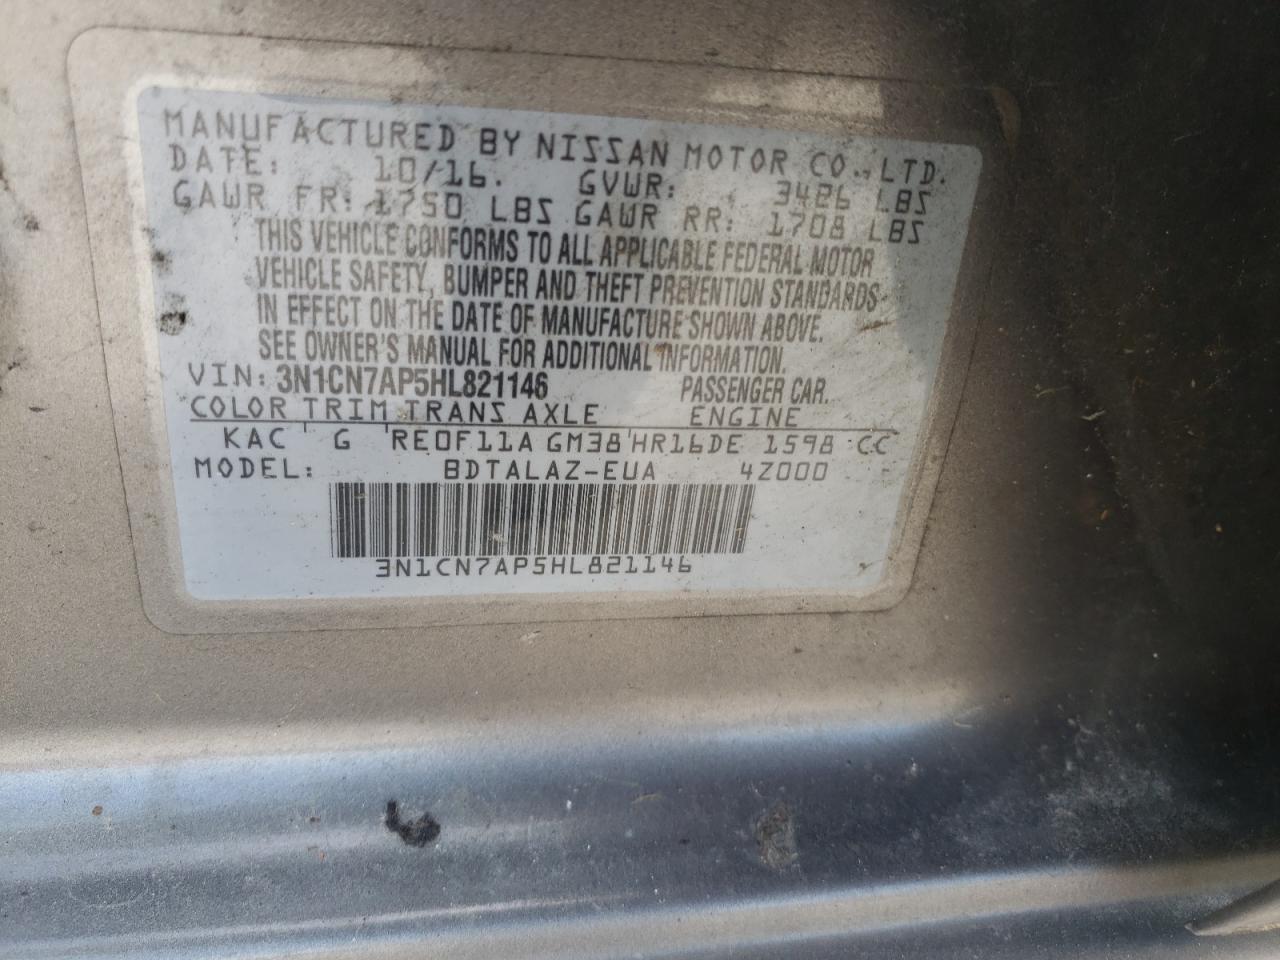 MANUFACTURED BY NISSAN MOTOR CO., LTD.
DATE: 10/16. GVWR: 3426 LBS
GAWR FR: 1750 LBS GAWR RR: 1708 LBS
THIS VEHICLE CONFORMS TO ALL APPLICABLE FEDERAL MOTOR
VEHICLE SAFETY, BUMPER AND THEFT PREVENTION STANDARDS
IN EFFECT ON THE DATE OF MANUFACTURE SHOWN ABOVE.
SEE OWNER'S MANUAL FOR ADDITIONAL INFORMATION.
VIN: 3N1CN7AP5HL821146 PASSENGER CAR.
COLOR TRIM TRANS AXLE ENGINE
KAC G RE0F11A GM38 HR16DE 1598 CC
MODEL: BDTALAZ-EUA 4Z000
3N1CN7AP5HL821146